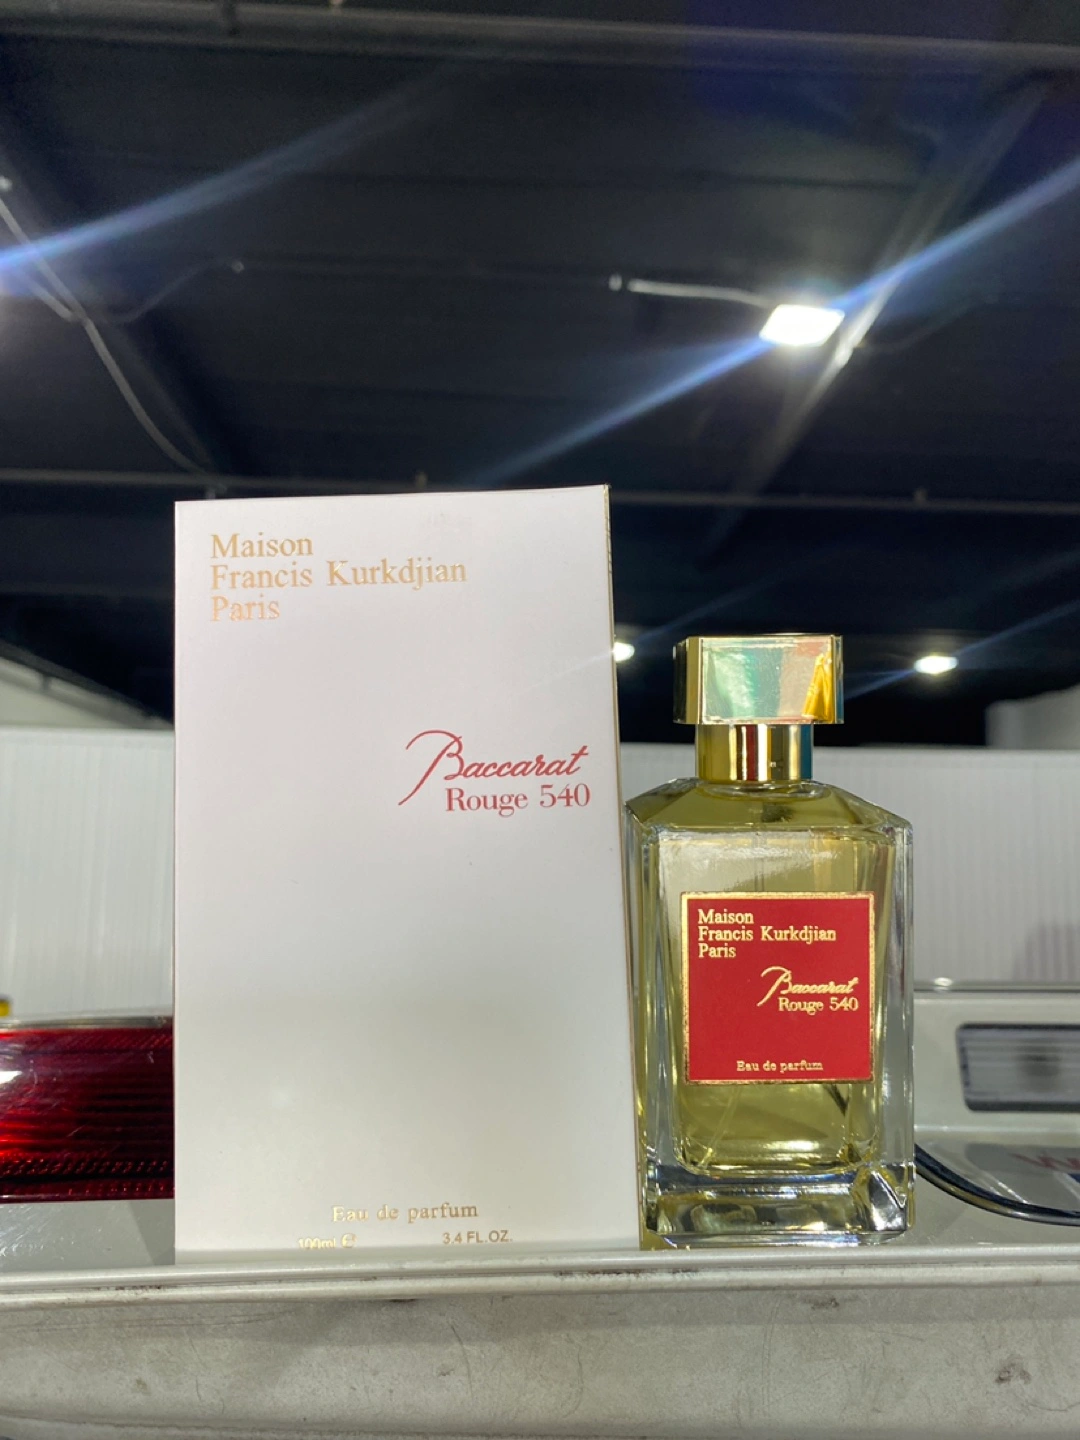 Maison
Francis Kurkdjian
Paris
Baccarat
Rouge 540
Eau de parfum
100ml e 3.4 FL.OZ.
Maison
Francis Kurkdjian
Paris
Baccarat
Rouge 540
Eau de parfum